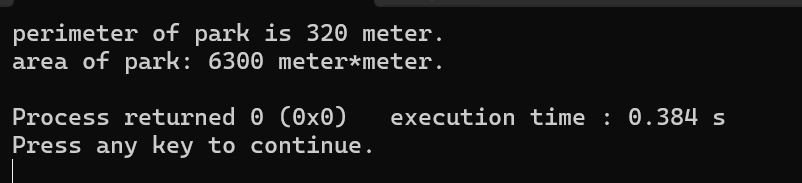 perimeter of park is 320 meter.
area of park: 6300 meter*meter.
Process returned 0 (0x0)   execution time : 0.384 s
Press any key to continue.